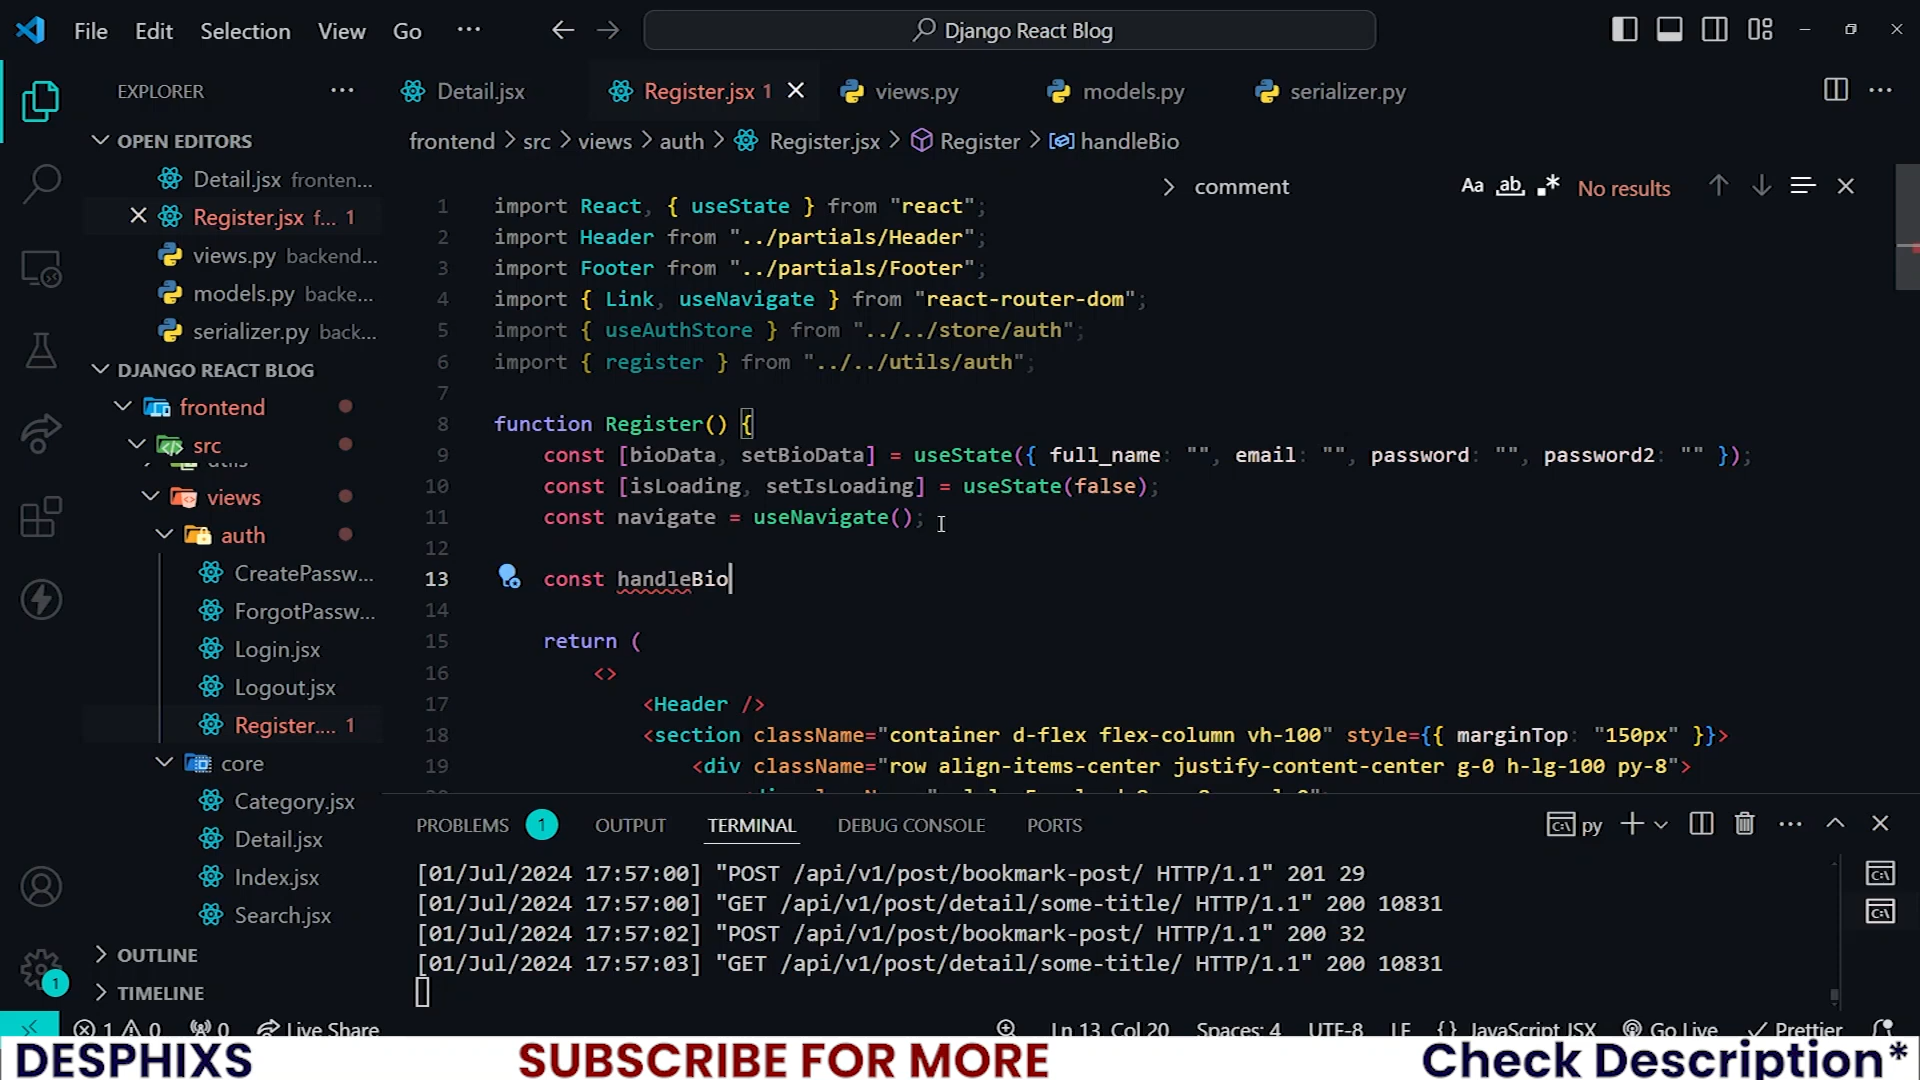 File Edit Selection View Go ··· Django React Blog
EXPLORER
OPEN EDITORS
Detail.jsx fronten...
Register.jsx f... 1
views.py backend...
models.py backe...
serializer.py back...
DJANGO REACT BLOG
frontend
src
views
auth
CreatePassw...
ForgotPassw...
Login.jsx
Logout.jsx
Register.... 1
core
Category.jsx
Detail.jsx
Index.jsx
Search.jsx
OUTLINE
TIMELINE
Detail.jsx Register.jsx 1 views.py models.py serializer.py
frontend > src > views > auth > Register.jsx > Register > handleBio
comment Aa ab .* No results
1 import React, { useState } from "react";
2 import Header from "../partials/Header";
3 import Footer from "../partials/Footer";
4 import { Link, useNavigate } from "react-router-dom";
5 import { useAuthStore } from "../../store/auth";
6 import { register } from "../../utils/auth";
7
8 function Register() {
9 const [bioData, setBioData] = useState({ full_name: "", email: "", password: "", password2: "" });
10 const [isLoading, setIsLoading] = useState(false);
11 const navigate = useNavigate();
12
13 const handleBio
14
15 return (
16 <>
17 <Header />
18 <section className="container d-flex flex-column vh-100" style={{ marginTop: "150px" }}>
19 <div className="row align-items-center justify-content-center g-0 h-lg-100 py-8">
PROBLEMS 1 OUTPUT TERMINAL DEBUG CONSOLE PORTS py
[01/Jul/2024 17:57:00] "POST /api/v1/post/bookmark-post/ HTTP/1.1" 201 29
[01/Jul/2024 17:57:00] "GET /api/v1/post/detail/some-title/ HTTP/1.1" 200 10831
[01/Jul/2024 17:57:02] "POST /api/v1/post/bookmark-post/ HTTP/1.1" 200 32
[01/Jul/2024 17:57:03] "GET /api/v1/post/detail/some-title/ HTTP/1.1" 200 10831
1 0 0 Live Share Ln 13, Col 20 Spaces: 4 UTF-8 LF {} JavaScript JSX Go Live Prettier
DESPHIXS SUBSCRIBE FOR MORE Check Description*